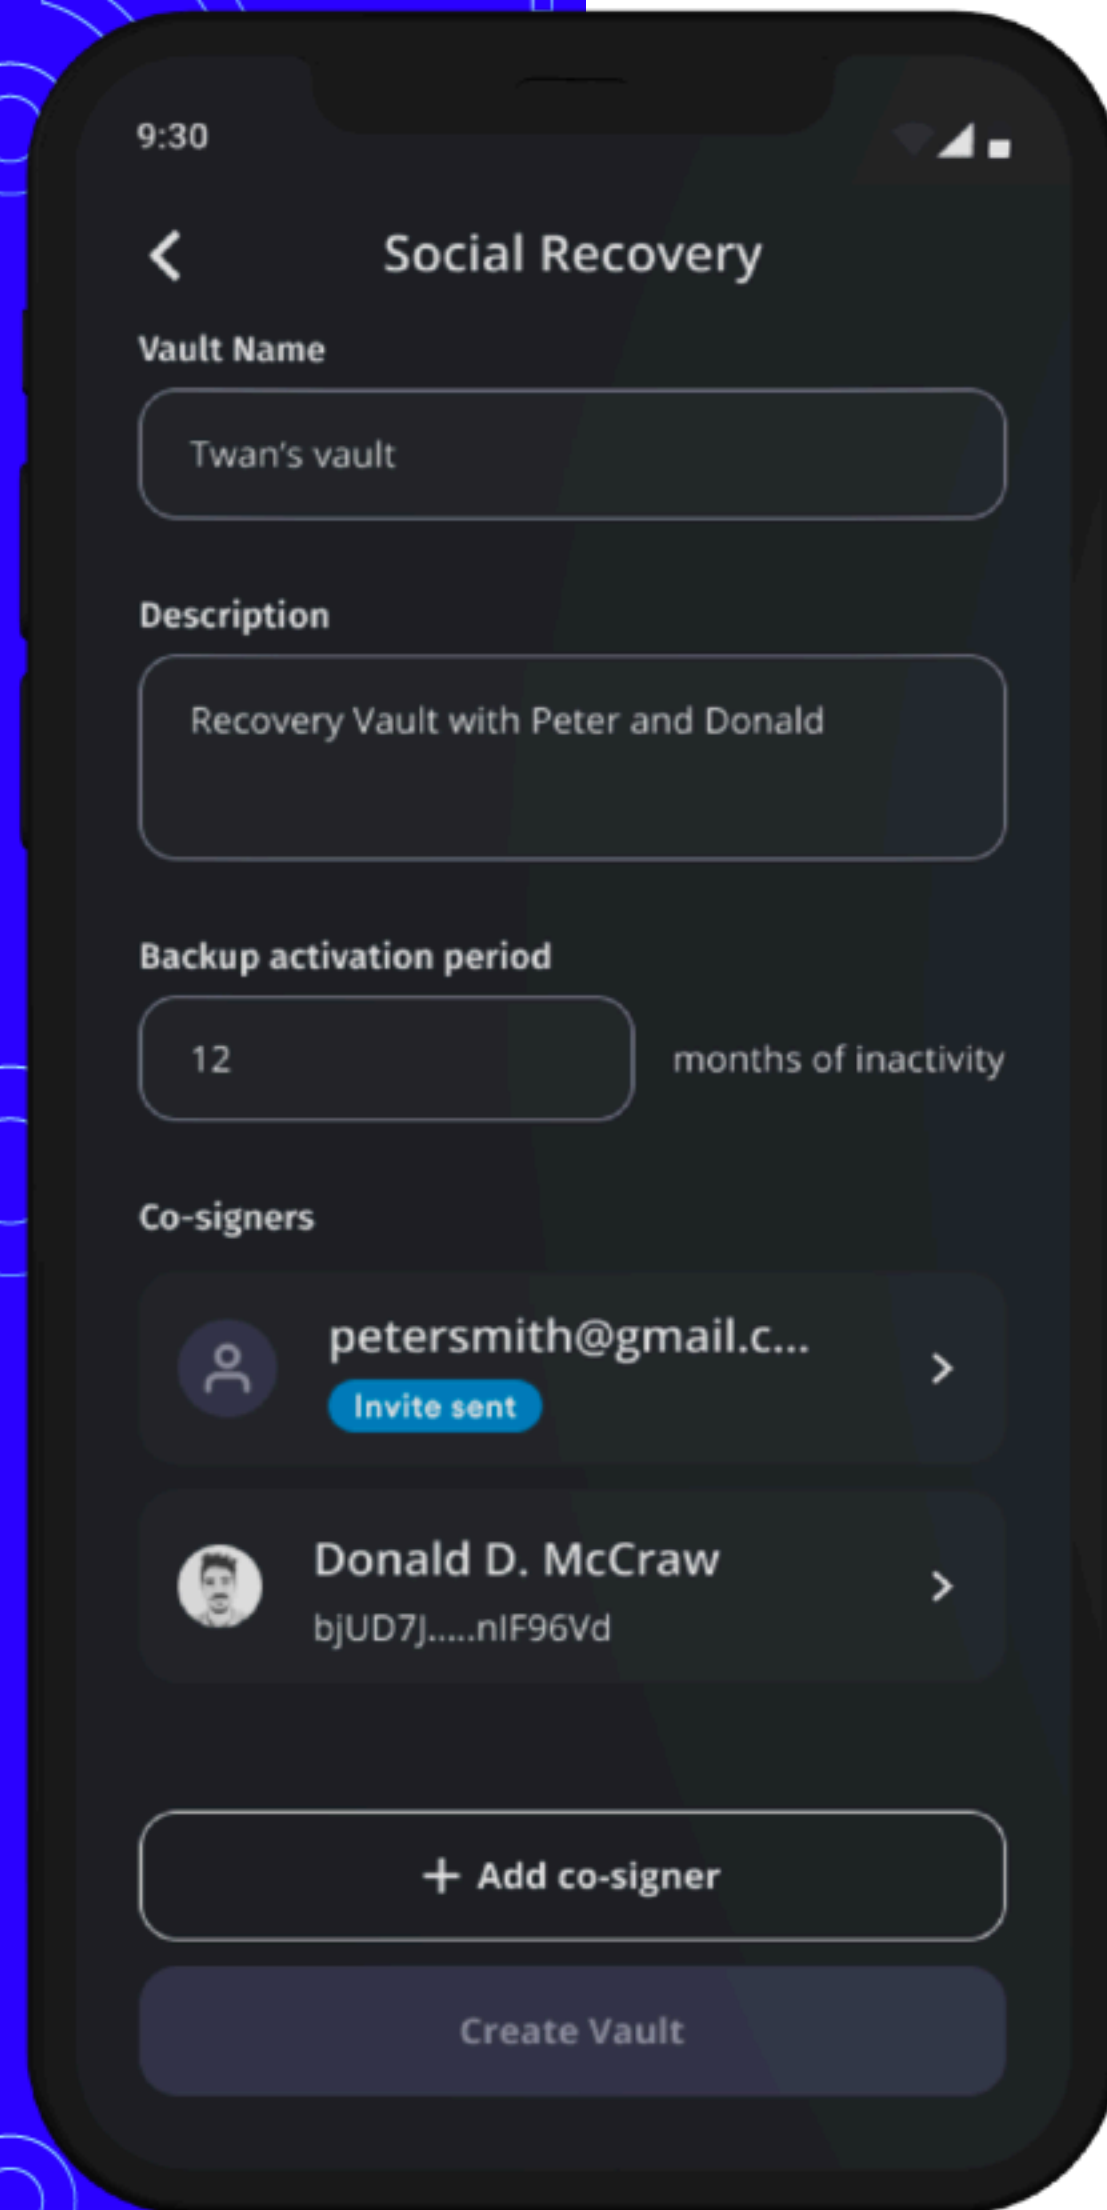 9:30
Social Recovery
Vault Name
Twan's vault
Description
Recovery Vault with Peter and Donald
Backup activation period
12
months of inactivity
Co-signers
petersmith@gmail.c...
Invite sent
Donald D. McCraw
bjUD7J.....nIF96Vd
+ Add co-signer
Create Vault